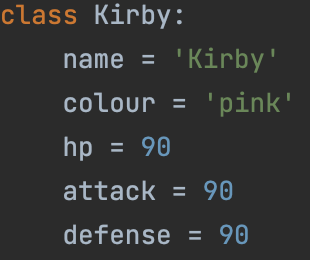 class Kirby:
    name = 'Kirby'
    colour = 'pink'
    hp = 90
    attack = 90
    defense = 90